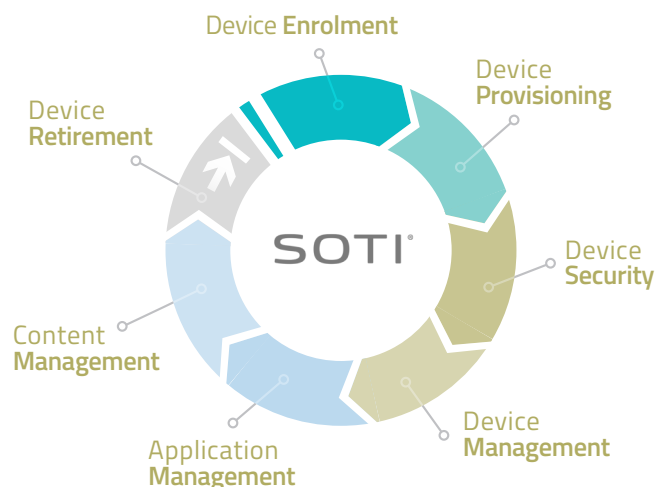 Device Enrolment
Device
Provisioning
Device
Security
Device
Management
Application
Management
Content
Management
Device
Retirement
SOTI®